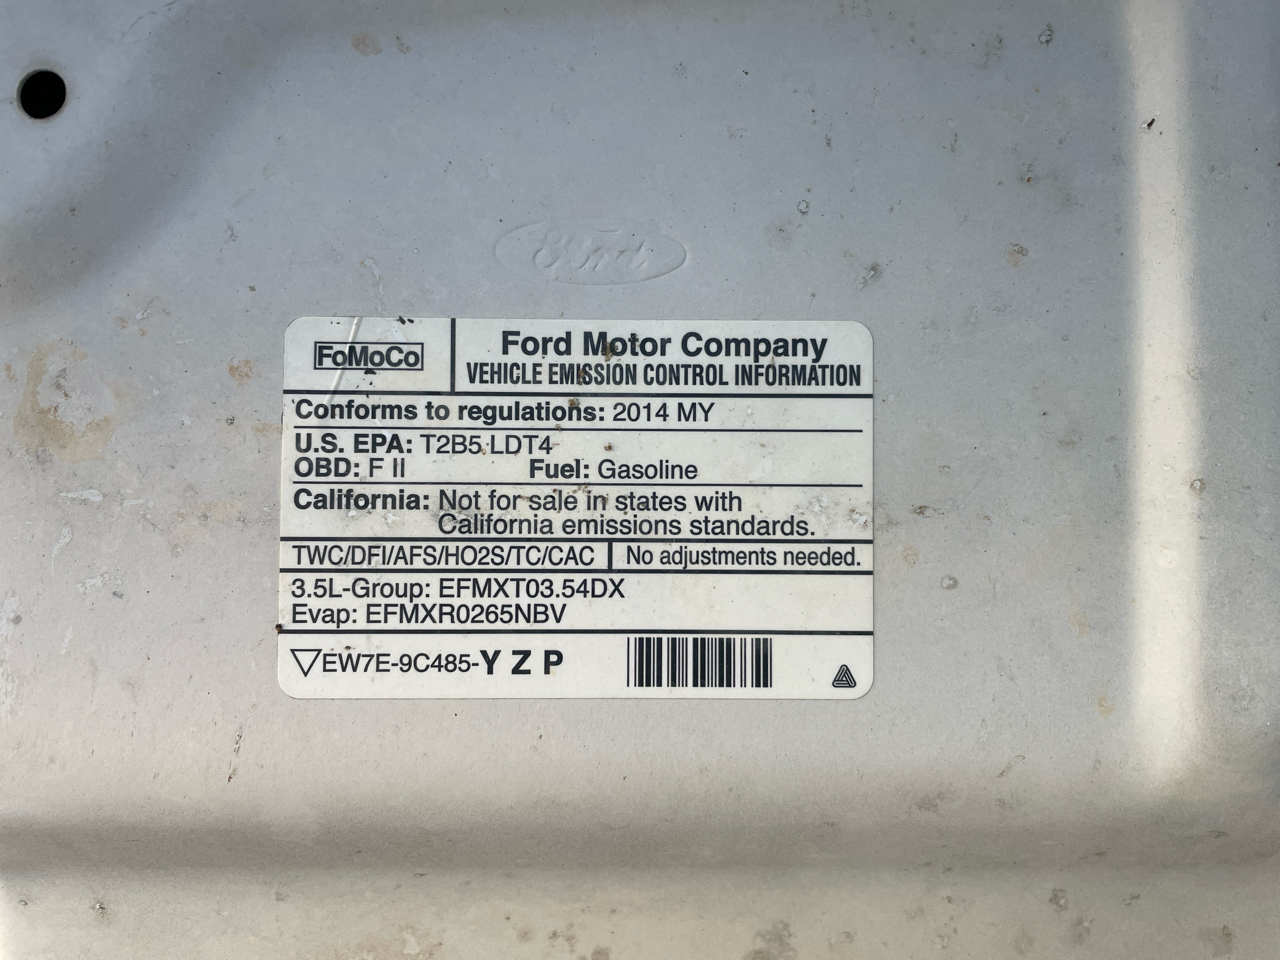 Ford
FoMoCo
Ford Motor Company
VEHICLE EMISSION CONTROL INFORMATION
Conforms to regulations: 2014 MY
U.S. EPA: T2B5 LDT4
OBD: F II Fuel: Gasoline
California: Not for sale in states with
California emissions standards.
TWC/DFI/AFS/HO2S/TC/CAC No adjustments needed.
3.5L-Group: EFMXT03.54DX
Evap: EFMXR0265NBV
▽EW7E-9C485-Y Z P